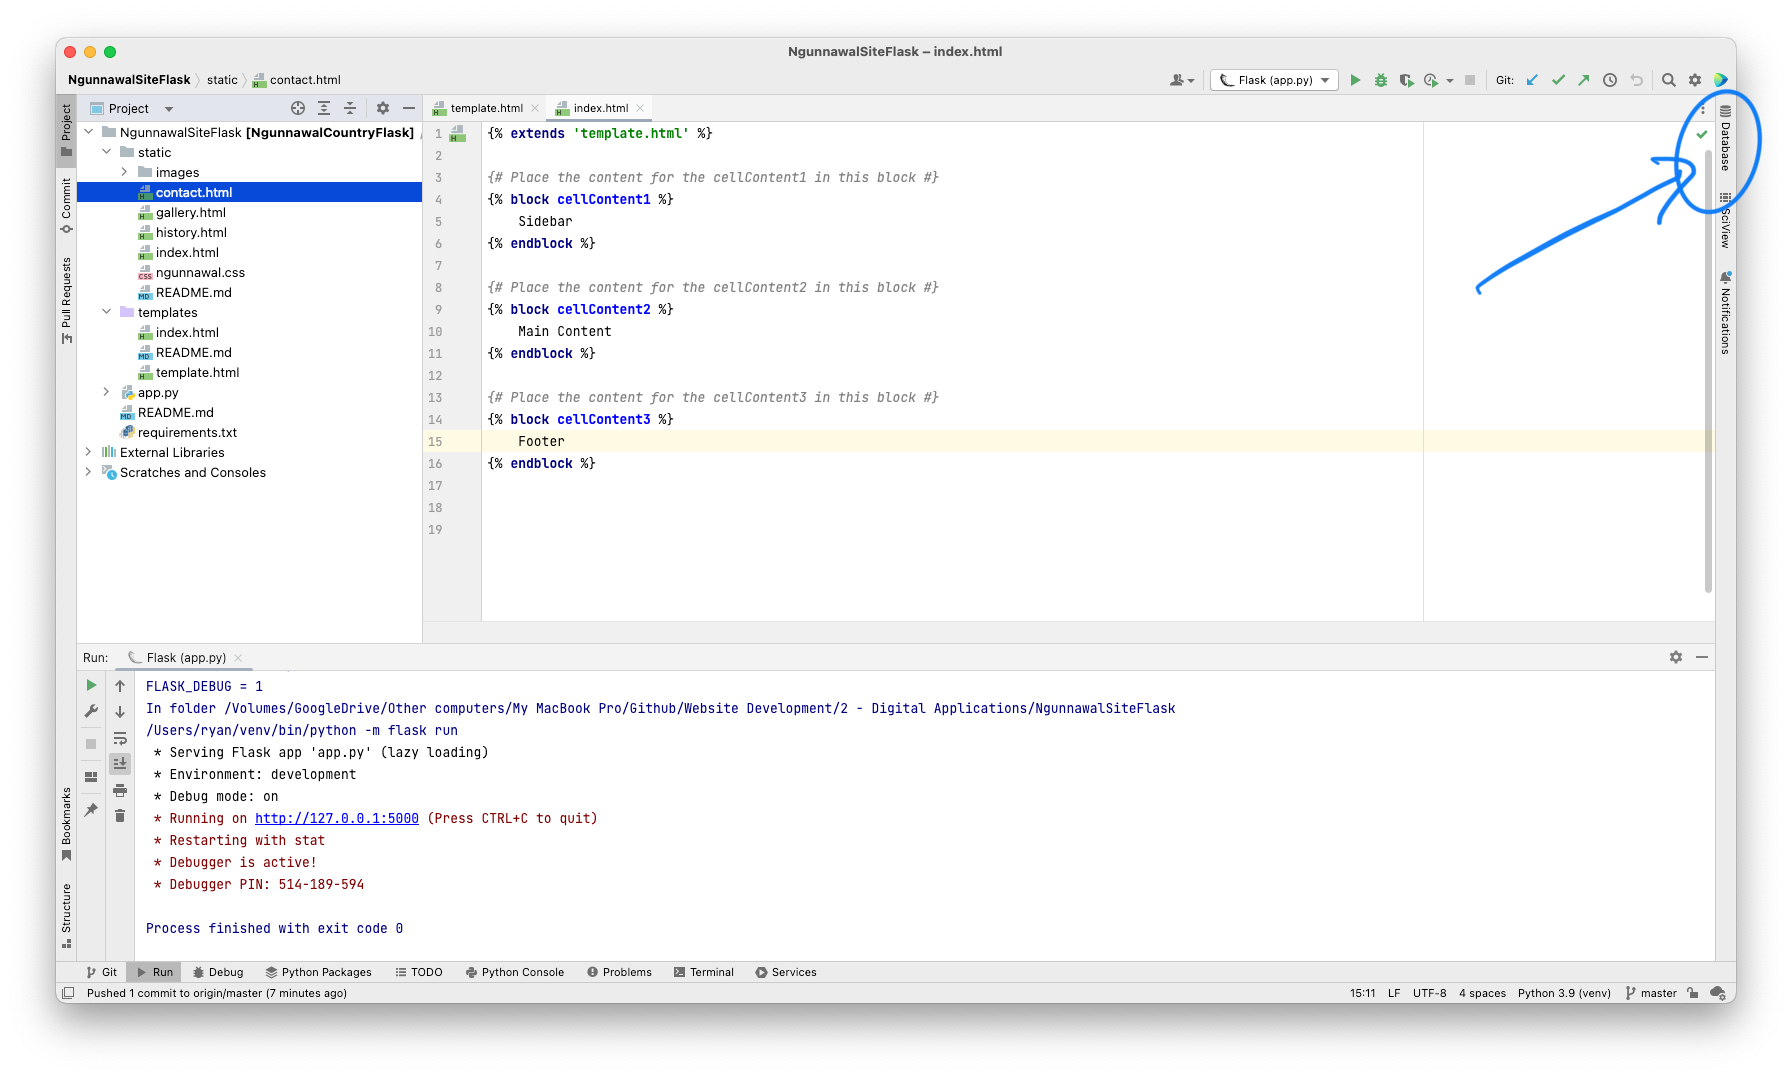 NgunnawalSiteFlask – index.html
NgunnawalSiteFlask static contact.html
Flask (app.py) Git:
Project
template.html index.html
NgunnawalSiteFlask [NgunnawalCountryFlask]
static
images
contact.html
gallery.html
history.html
index.html
ngunnawal.css
README.md
templates
index.html
README.md
template.html
app.py
README.md
requirements.txt
External Libraries
Scratches and Consoles
Project
Commit
Pull Requests
Bookmarks
Structure
1 {% extends 'template.html' %}
2
3 {# Place the content for the cellContent1 in this block #}
4 {% block cellContent1 %}
5 Sidebar
6 {% endblock %}
7
8 {# Place the content for the cellContent2 in this block #}
9 {% block cellContent2 %}
10 Main Content
11 {% endblock %}
12
13 {# Place the content for the cellContent3 in this block #}
14 {% block cellContent3 %}
15 Footer
16 {% endblock %}
17
18
19
Database
SciView
Notifications
Run: Flask (app.py)
FLASK_DEBUG = 1
In folder /Volumes/GoogleDrive/Other computers/My MacBook Pro/Github/Website Development/2 - Digital Applications/NgunnawalSiteFlask
/Users/ryan/venv/bin/python -m flask run
* Serving Flask app 'app.py' (lazy loading)
* Environment: development
* Debug mode: on
* Running on http://127.0.0.1:5000 (Press CTRL+C to quit)
* Restarting with stat
* Debugger is active!
* Debugger PIN: 514-189-594
Process finished with exit code 0
Git Run Debug Python Packages TODO Python Console Problems Terminal Services
Pushed 1 commit to origin/master (7 minutes ago) 15:11 LF UTF-8 4 spaces Python 3.9 (venv) master